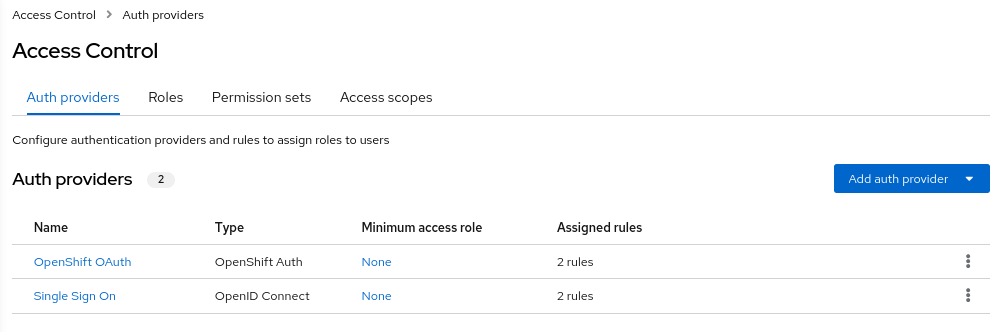 Access Control > Auth providers
Access Control
Auth providers Roles Permission sets Access scopes
Configure authentication providers and rules to assign roles to users
Auth providers 2 Add auth provider
Name Type Minimum access role Assigned rules
OpenShift OAuth OpenShift Auth None 2 rules
Single Sign On OpenID Connect None 2 rules